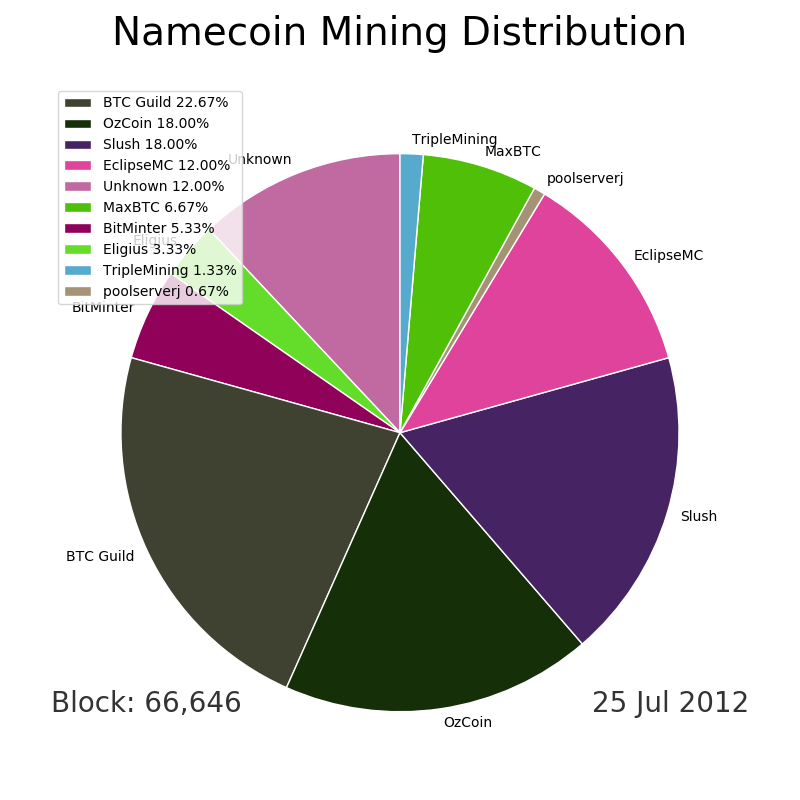 Namecoin Mining Distribution
BTC Guild 22.67%
OzCoin 18.00%
Slush 18.00%
EclipseMC 12.00%
Unknown 12.00%
MaxBTC 6.67%
BitMinter 5.33%
Eligius 3.33%
TripleMining 1.33%
poolserverj 0.67%
TripleMining
MaxBTC
Unknown
poolserverj
Eligius
EclipseMC
BitMinter
Slush
BTC Guild
OzCoin
Block: 66,646
25 Jul 2012